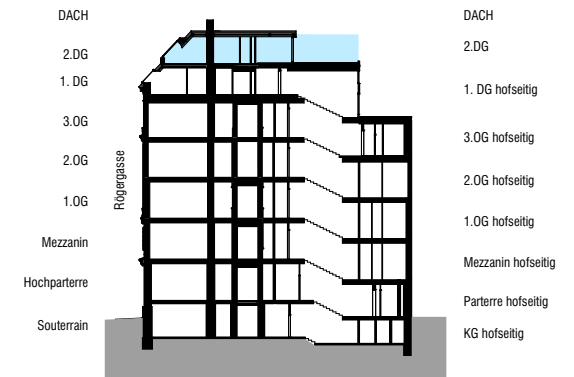 DACH
2.DG
1. DG
3.OG
2.OG
1.OG
Mezzanin
Hochparterre
Souterrain
Rögergasse
DACH
2.DG
1. DG hofseitig
3.OG hofseitig
2.OG hofseitig
1.OG hofseitig
Mezzanin hofseitig
Parterre hofseitig
KG hofseitig